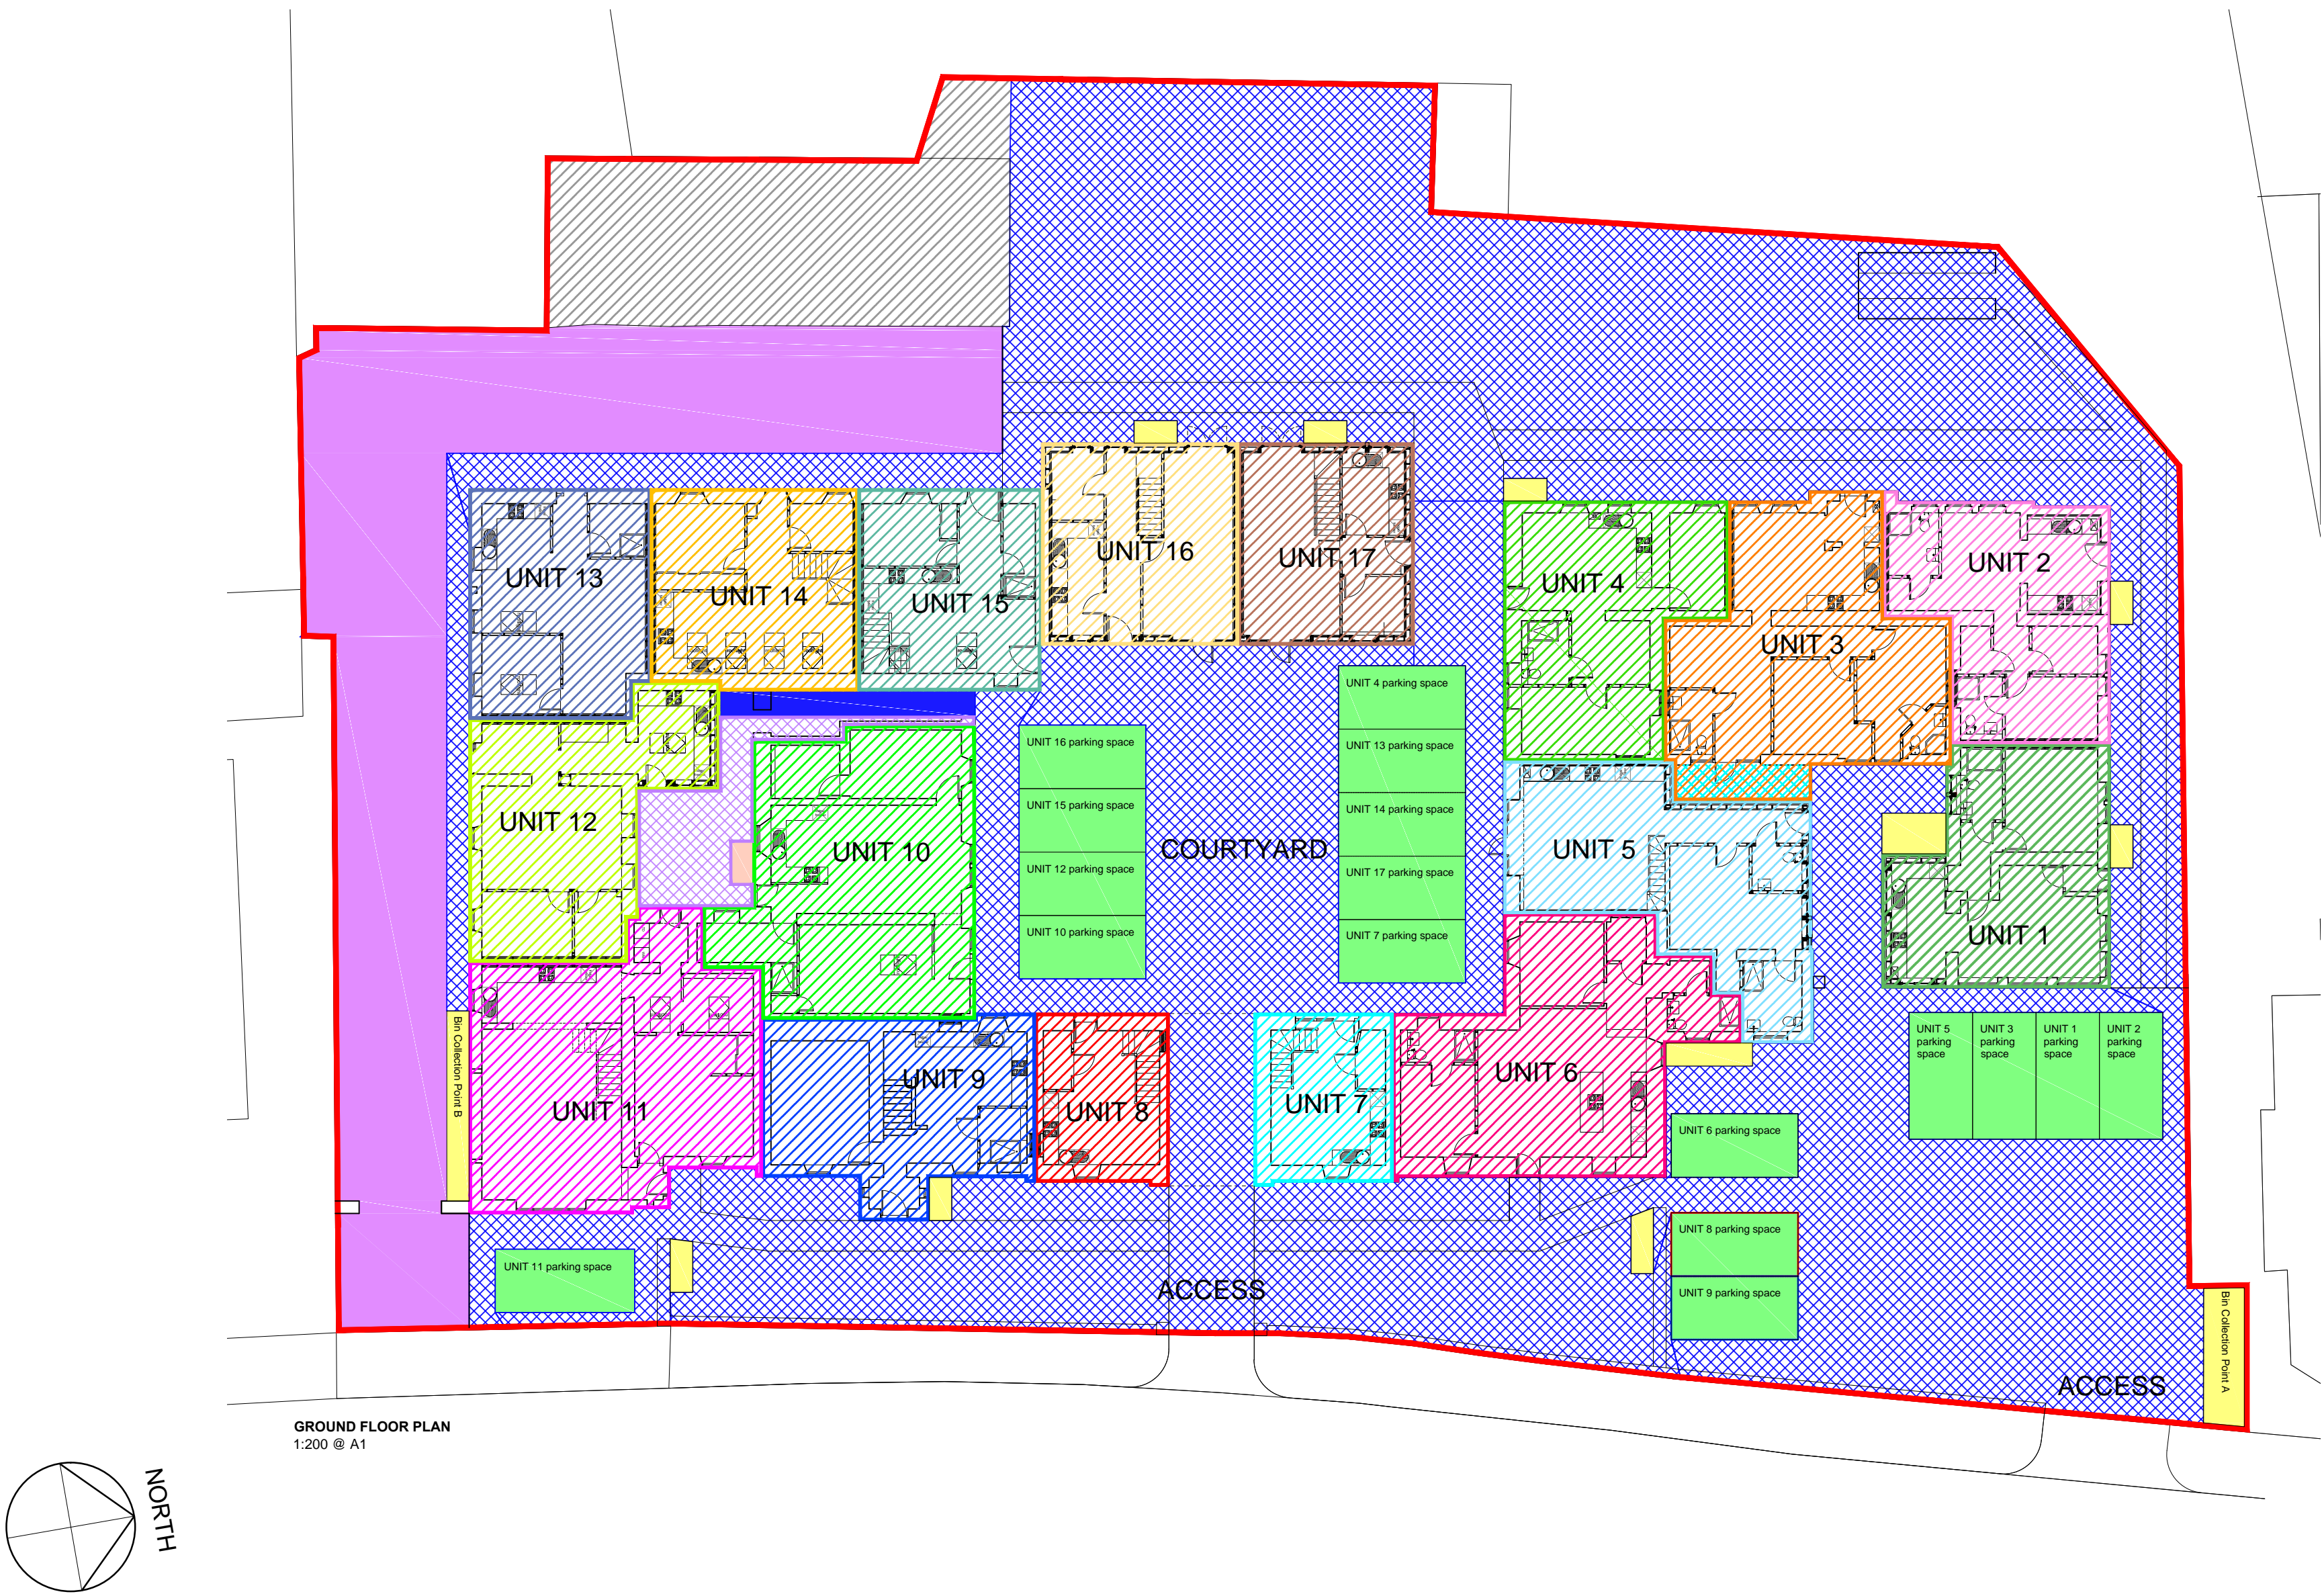 UNIT 16
UNIT 17
UNIT 2
UNIT 13
UNIT 4
UNIT 14
UNIT 15
UNIT 3
UNIT 4 parking space
UNIT 16 parking space
UNIT 13 parking space
UNIT 15 parking space
UNIT 14 parking space
UNIT 12
UNIT 10
COURTYARD
UNIT 5
UNIT 12 parking space
UNIT 17 parking space
UNIT 10 parking space
UNIT 7 parking space
UNIT 1
Bin Collection Point B
UNIT 5
parking
space
UNIT 3
parking
space
UNIT 1
parking
space
UNIT 2
parking
space
UNIT 9
UNIT 6
UNIT 11
UNIT 8
UNIT 7
UNIT 6 parking space
UNIT 8 parking space
UNIT 11 parking space
ACCESS
UNIT 9 parking space
Bin Collection Point A
ACCESS
GROUND FLOOR PLAN
1:200 @ A1
NORTH